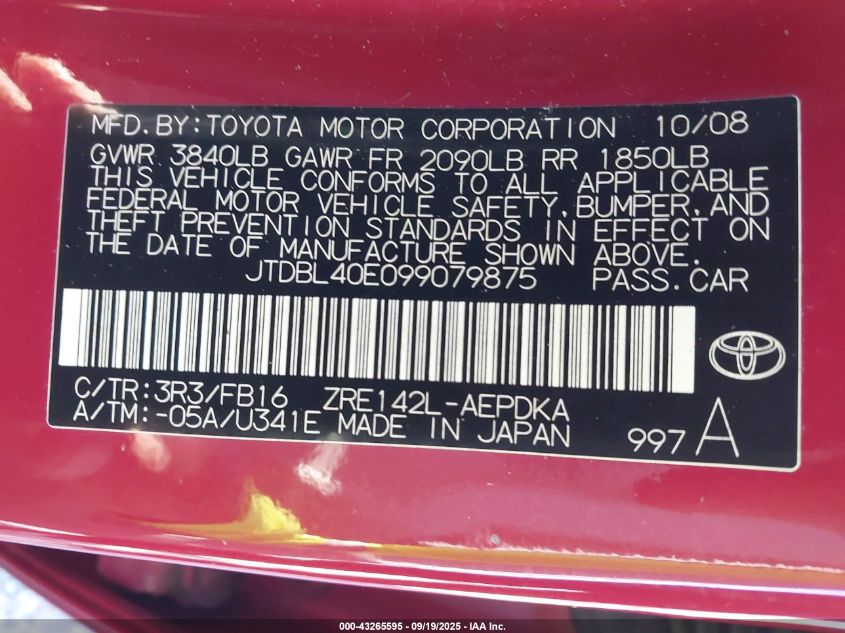 MFD.BY:TOYOTA MOTOR CORPORATION 10/08
GVWR 3840LB GAWR FR 2090LB RR 1850LB
THIS VEHICLE CONFORMS TO ALL APPLICABLE
FEDERAL MOTOR VEHICLE SAFETY,BUMPER,AND
THEFT PREVENTION STANDARDS IN EFFECT ON
THE DATE OF MANUFACTURE SHOWN ABOVE.
JTDBL40E099079875 PASS.CAR
C/TR:3R3/FB16 ZRE142L-AEPDKA
A/TM:-05A/U341E MADE IN JAPAN 997 A
000-43265595 - 09/19/2025 - IAA Inc.